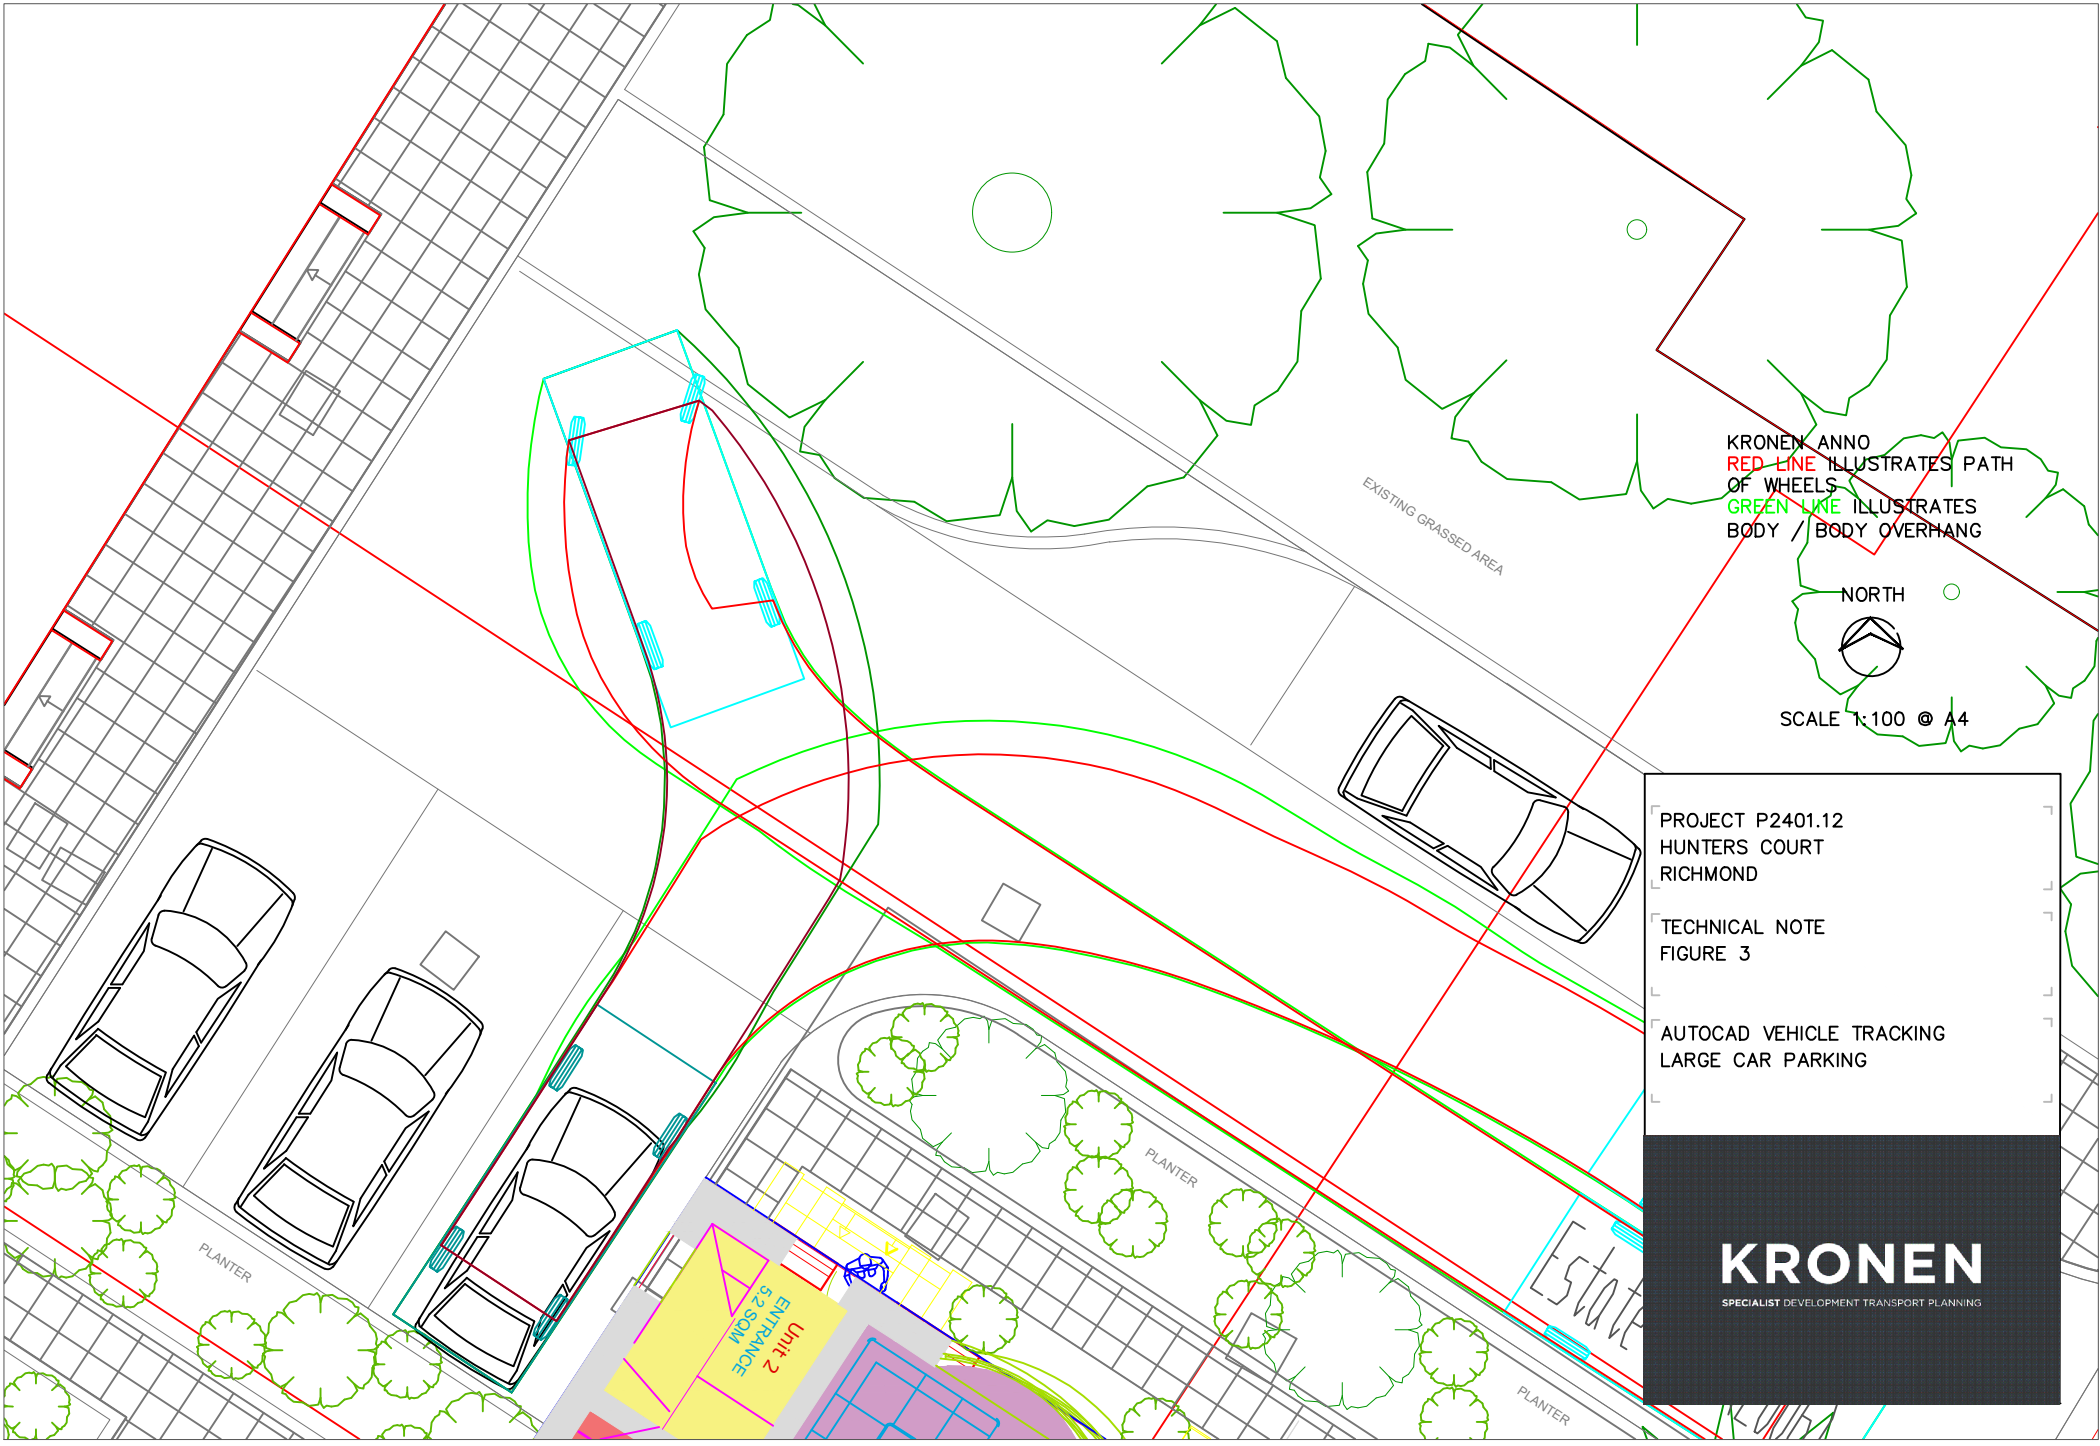 EXISTING GRASSED AREA
KRONEN ANNO
RED LINE ILLUSTRATES PATH
OF WHEELS
GREEN LINE ILLUSTRATES
BODY / BODY OVERHANG
NORTH
SCALE 1:100 @ A4
PROJECT P2401.12
HUNTERS COURT
RICHMOND
TECHNICAL NOTE
FIGURE 3
AUTOCAD VEHICLE TRACKING
LARGE CAR PARKING
KRONEN
SPECIALIST DEVELOPMENT TRANSPORT PLANNING
PLANTER
PLANTER
PLANTER
Unit 2
ENTRANCE
5.2 SQM
Estate